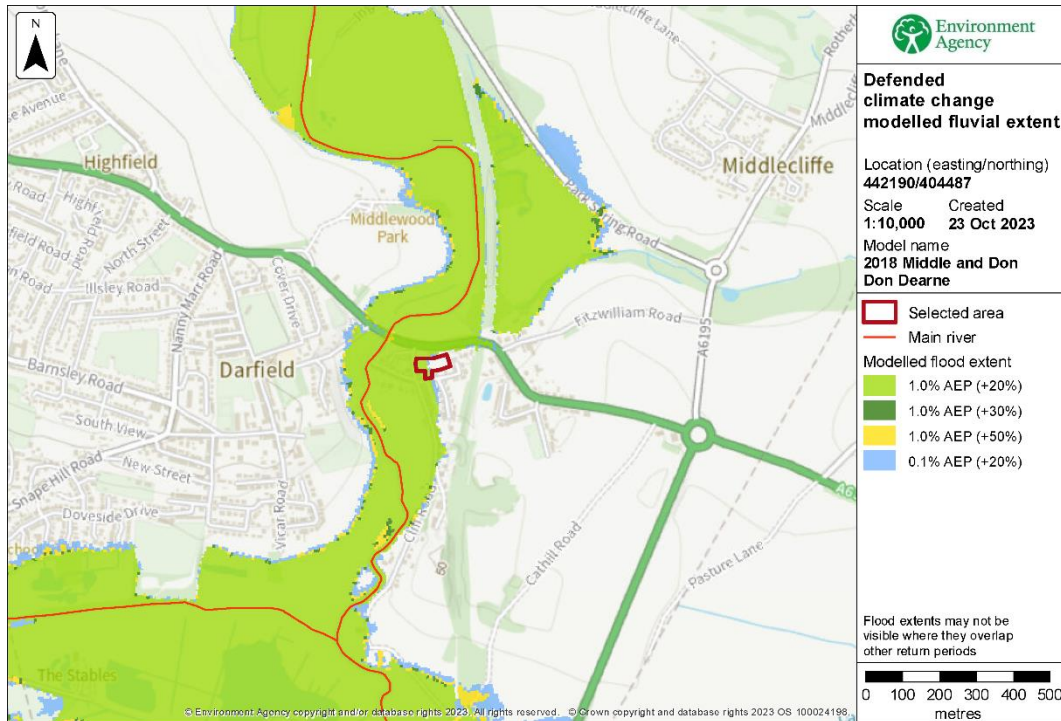 N
Environment
Agency
Defended
climate change
modelled fluvial extent
Location (easting/northing)
442190/404487
Scale Created
1:10,000 23 Oct 2023
Model name
2018 Middle and Don
Don Dearne
Selected area
Main river
Modelled flood extent
1.0% AEP (+20%)
1.0% AEP (+30%)
1.0% AEP (+50%)
0.1% AEP (+20%)
Flood extents may not be
visible where they overlap
other return periods
0 100 200 300 400 500
metres
Middlecliffe Lane
Highfield
Middlecliffe
Middlewood
Park
Park Spring Road
North Street
Illsley Road
Nanny Marr Road
Cover Drive
Fitzwilliam Road
A6195
Darfield
Barnsley Road
South View
New Street
Snape Hill Road
Doveside Drive
Vicar Road
Cathill Road
Pasture Lane
50
The Stables
© Environment Agency copyright and/or database rights 2023. All rights reserved. © Crown copyright and database rights 2023 OS 100024198